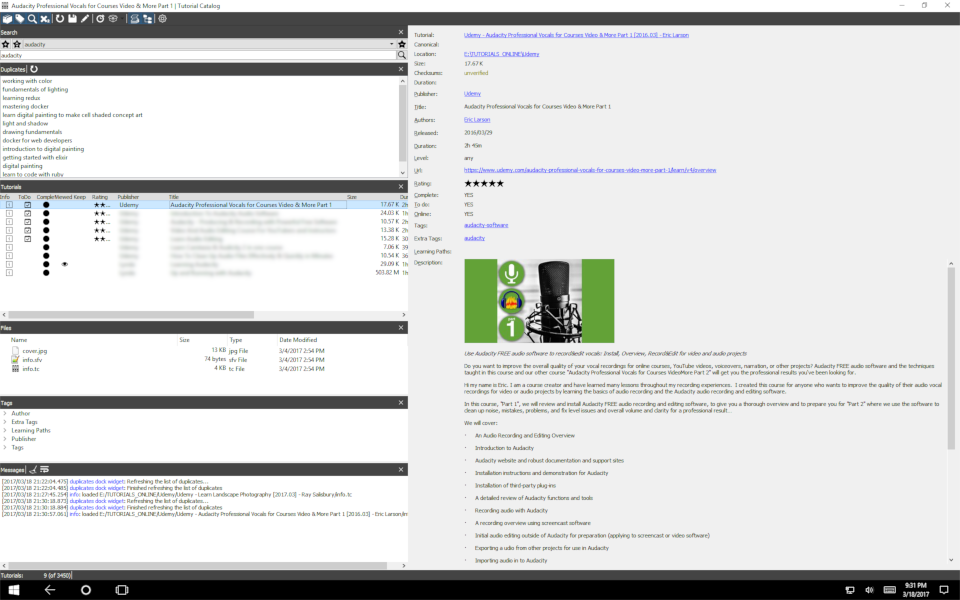 Audacity Professional Vocals for Courses Video & More Part 1 | Tutorial Catalog
Search
audacity
audacity
Duplicates
working with color
fundamentals of lighting
learning redux
mastering docker
learn digital painting to make cell shaded concept art
light and shadow
drawing fundamentals
docker for web developers
introduction to digital painting
getting started with elixir
digital painting
learn to code with ruby
Tutorials
Info ToDo Complete Viewed Keep Rating Publisher Title Size Du
Udemy Audacity Professional Vocals for Courses Video & More Part 1 17.67 K 2h
24.03 K 1h
10.57 K 2h
13.38 K 2h
15.28 K 30
7.06 K 39
10.54 K 36
29.09 K 1h
503.82 M 1h
Files
Name Size Type Date Modified
cover.jpg 13 KB jpg File 3/4/2017 2:54 PM
info.sfv 74 bytes sfv File 3/4/2017 2:54 PM
info.tc 4 KB tc File 3/4/2017 2:54 PM
Tags
Author
Extra Tags
Learning Paths
Publisher
Tags
Messages
[2017/03/18 21:22:04.475] duplicates dock widget: Refreshing the list of duplicates...
[2017/03/18 21:22:04.485] duplicates dock widget: Finished refreshing the list of duplicates
[2017/03/18 21:27:45.254] info: loaded E:/TUTORIALS_ONLINE/Udemy/Udemy - Learn Landscape Photography [2017.03] - Ray Salisbury/info.tc
[2017/03/18 21:30:18.873] duplicates dock widget: Refreshing the list of duplicates...
[2017/03/18 21:30:18.884] duplicates dock widget: Finished refreshing the list of duplicates
[2017/03/18 21:30:57.061] info: loaded E:/TUTORIALS_ONLINE/Udemy/Udemy - Audacity Professional Vocals for Courses Video & More Part 1 [2016.03] - Eric Larson/in
Tutorials: 9 (of 3450)
Tutorial: Udemy - Audacity Professional Vocals for Courses Video & More Part 1 [2016.03] - Eric Larson
Canonical:
Location: E:\TUTORIALS_ONLINE\Udemy
Size: 17.67 K
Checksums: unverified
Duration:
Publisher: Udemy
Title: Audacity Professional Vocals for Courses Video & More Part 1
Authors: Eric Larson
Released: 2016/03/29
Duration: 2h 45m
Level: any
Url: https://www.udemy.com/audacity-professional-vocals-for-courses-video-more-part-1/learn/v4/overview
Rating: ★★★★★
Complete: YES
To do: YES
Online: YES
Tags: audacity-software
Extra Tags: audacity
Learning Paths:
Description:
1
Use Audacity FREE audio software to record&edit vocals: Install, Overview, Record&Edit for video and audio projects
Do you want to improve the overall quality of your vocal recordings for online courses, YouTube videos, voiceovers, narration, or other projects? Audacity FREE audio software and the techniques
taught in this course and our other course "Audacity Professional Vocals for Courses VideoMore Part 2" will get you the professional results you've been looking for.
Hi my name is Eric. I am a course creator and have learned many lessons throughout my recording experiences. I created this course for anyone who wants to improve the quality of their audio vocal
recordings for video or audio projects by learning the basics of audio recording and the Audacity audio recording and editing software.
In this course, "Part 1", we will review and install Audacity FREE audio recording and editing software, to give you a thorough overview and to prepare you for "Part 2" where we use the software to
clean up noise, mistakes, problems, and fix level issues and overall volume and clarity for a professional result...
We will cover:
· An Audio Recording and Editing Overview
· Introduction to Audacity
· Audacity website and robust documentation and support sites
· Installation instructions and demonstration for Audacity
· Installation of third-party plug-ins
· A detailed review of Audacity functions and tools
· Recording audio with Audacity
· A recording overview using screencast software
· Initial audio editing outside of Audacity for preparation (applying to screencast or video software)
· Exporting a udio from other projects for use in Audacity
· Importing audio in to Audacity
9:31 PM
3/18/2017